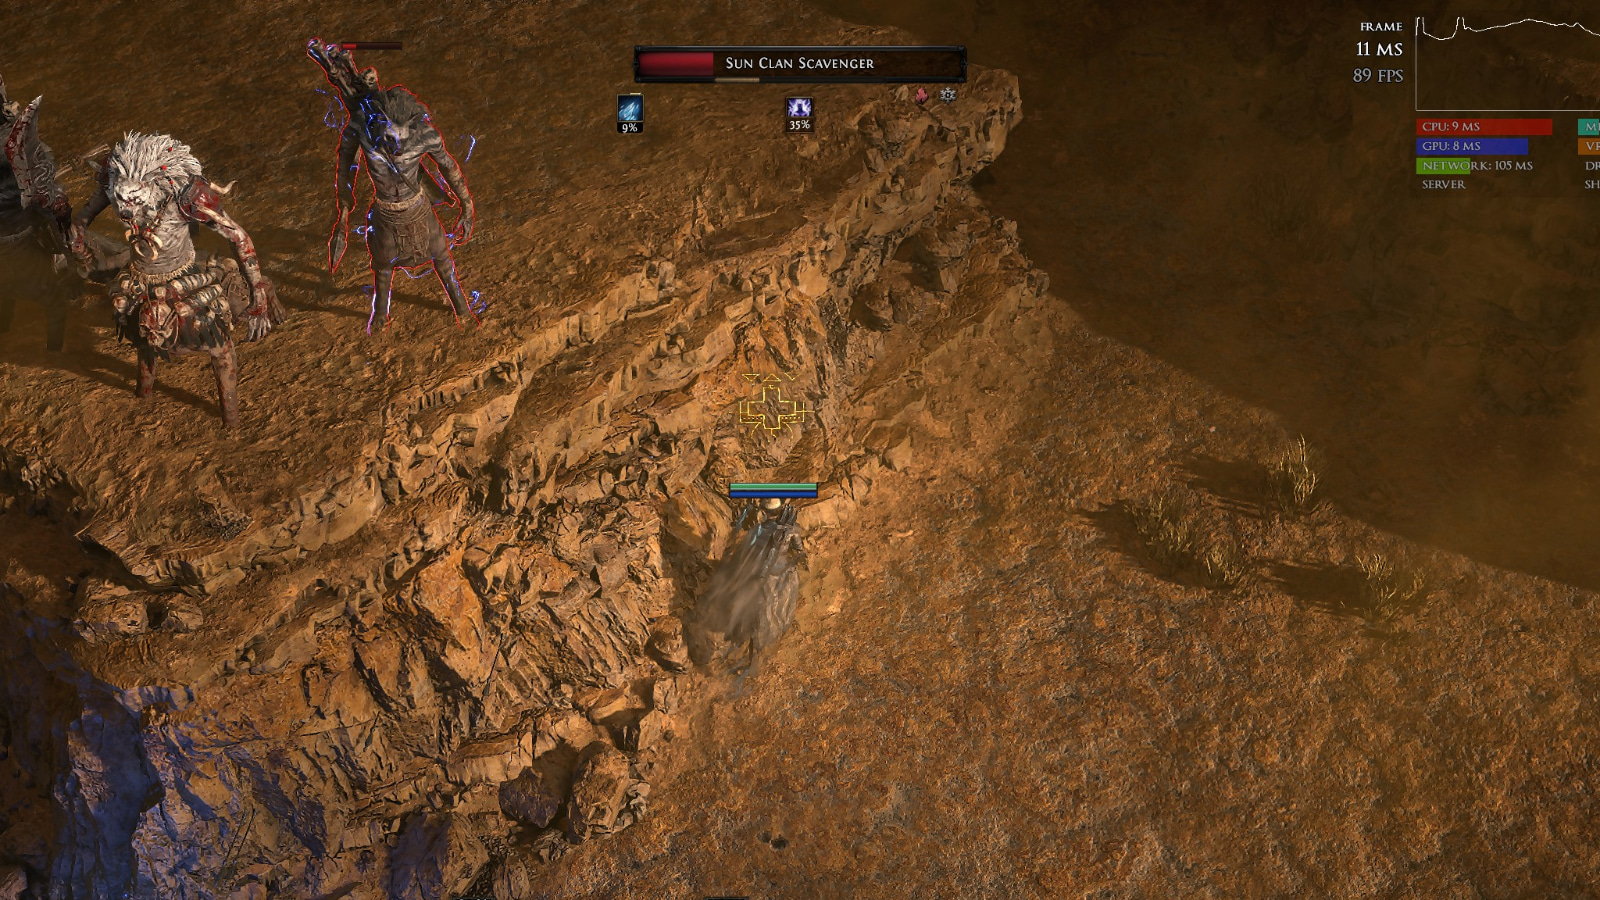 Sun Clan Scavenger
9%
35%
FRAME
11 MS
89 FPS
CPU: 9 MS
GPU: 8 MS
NETWORK: 105 MS
SERVER